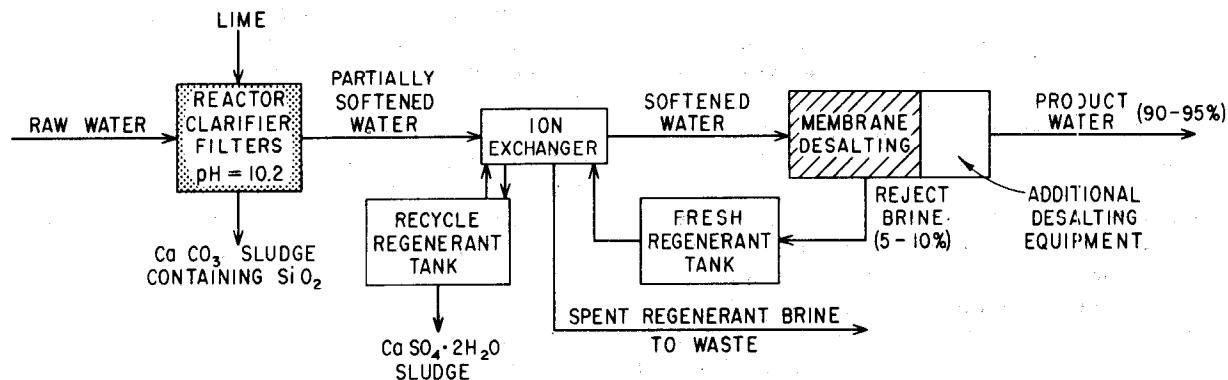 LIME
RAW WATER
REACTOR
CLARIFIER
FILTERS
pH = 10.2
PARTIALLY
SOFTENED
WATER
ION
EXCHANGER
SOFTENED
WATER
MEMBRANE
DESALTING
PRODUCT
WATER (90-95%)
Ca CO3 SLUDGE
CONTAINING SiO2
RECYCLE
REGENERANT
TANK
FRESH
REGENERANT
TANK
REJECT
BRINE
(5-10%)
ADDITIONAL
DESALTING
EQUIPMENT
CaSO4·2H2O
SLUDGE
SPENT REGENERANT BRINE
TO WASTE